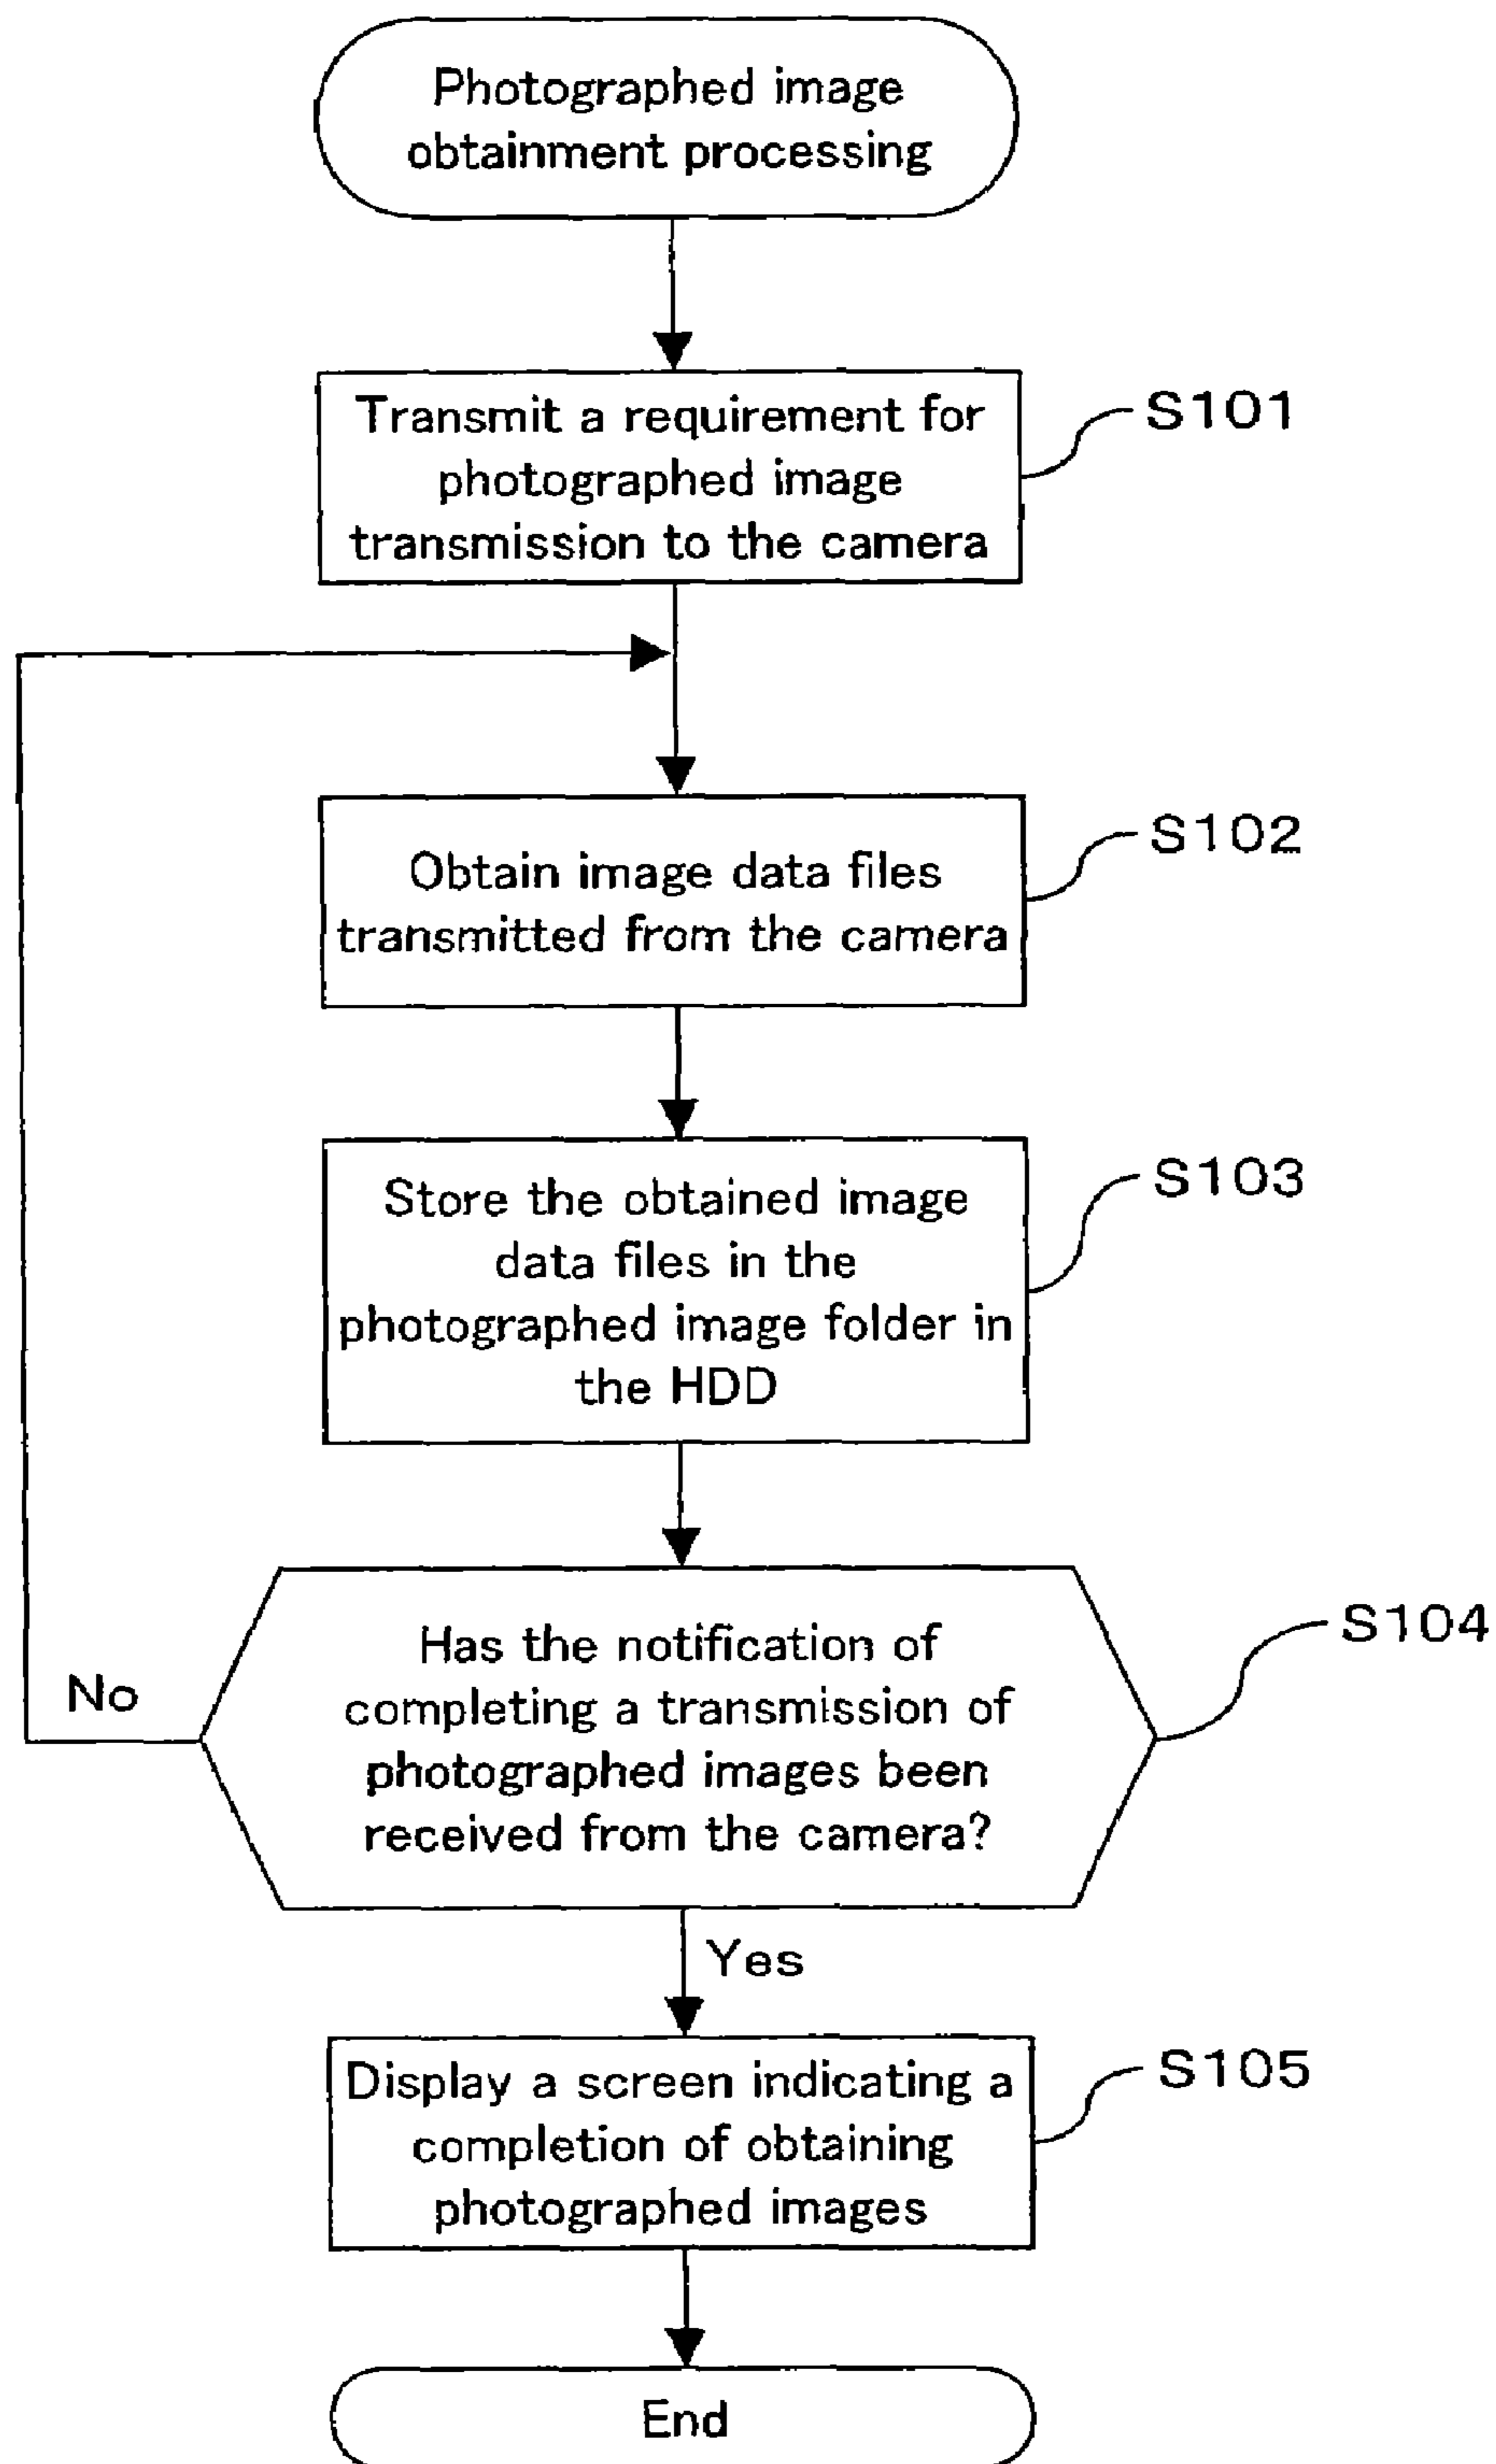 Photographed image
obtainment processing
Transmit a requirement for
photographed image
transmission to the camera
S101
Obtain image data files
transmitted from the camera
S102
Store the obtained image
data files in the
photographed image folder in
the HDD
S103
Has the notification of
completing a transmission of
photographed images been
received from the camera?
S104
No
Yes
Display a screen indicating a
completion of obtaining
photographed images
S105
End